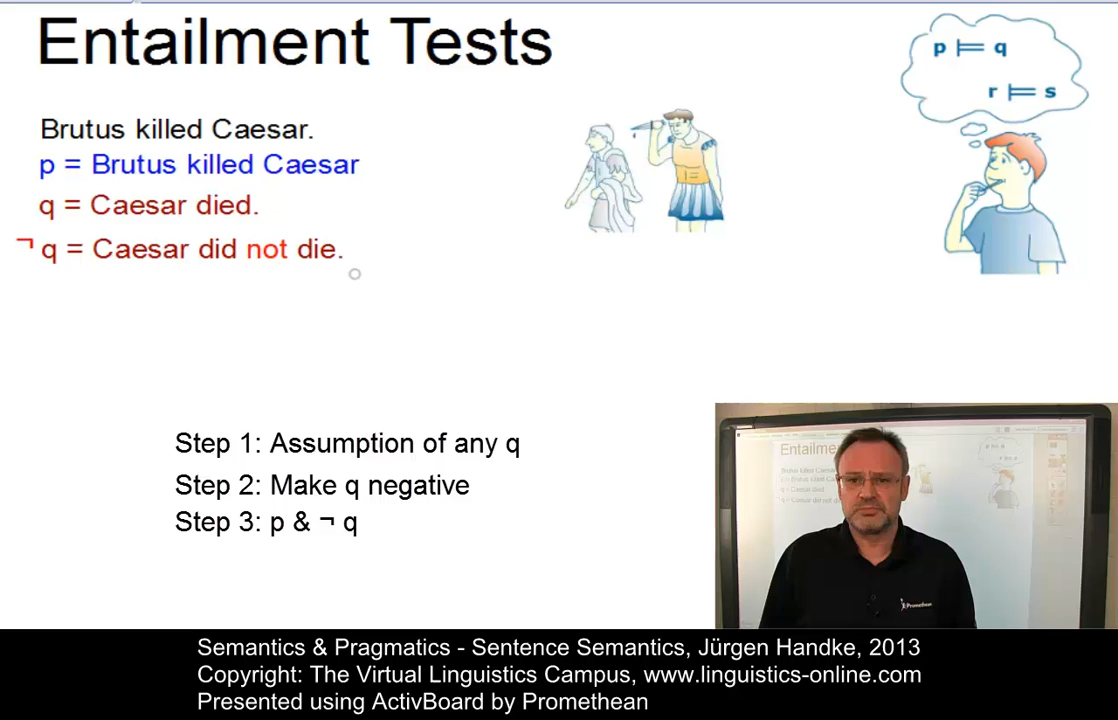 Entailment Tests
p ⊨ q
r ⊨ s
Brutus killed Caesar.
p = Brutus killed Caesar
q = Caesar died.
¬ q = Caesar did not die.
Step 1: Assumption of any q
Step 2: Make q negative
Step 3: p & ¬ q
Promethean
Semantics & Pragmatics - Sentence Semantics, Jürgen Handke, 2013
Copyright: The Virtual Linguistics Campus, www.linguistics-online.com
Presented using ActivBoard by Promethean